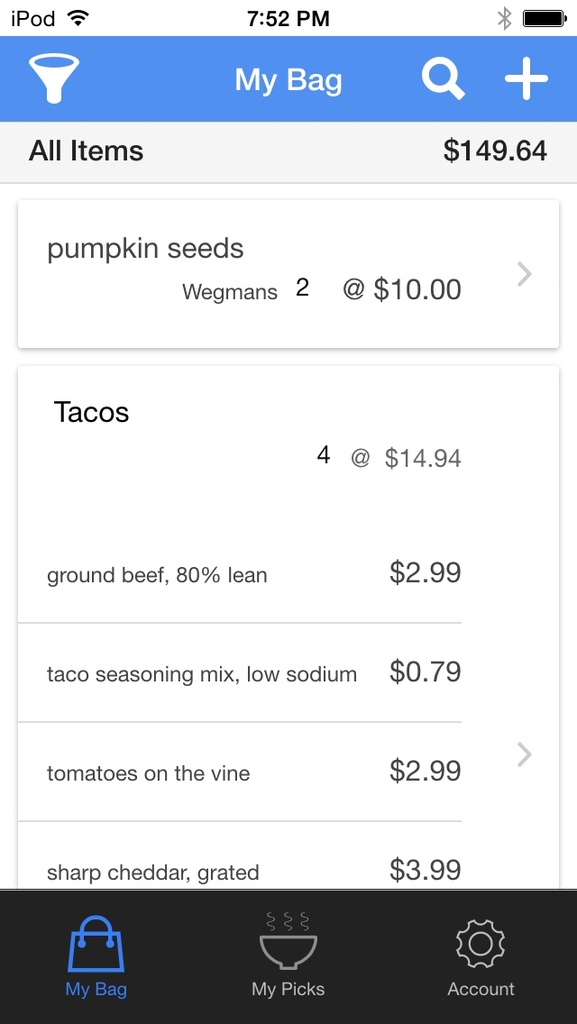 iPod 7:52 PM
My Bag
All Items $149.64
pumpkin seeds
Wegmans 2 @ $10.00
Tacos
4 @ $14.94
ground beef, 80% lean $2.99
taco seasoning mix, low sodium $0.79
tomatoes on the vine $2.99
sharp cheddar, grated $3.99
My Bag My Picks Account